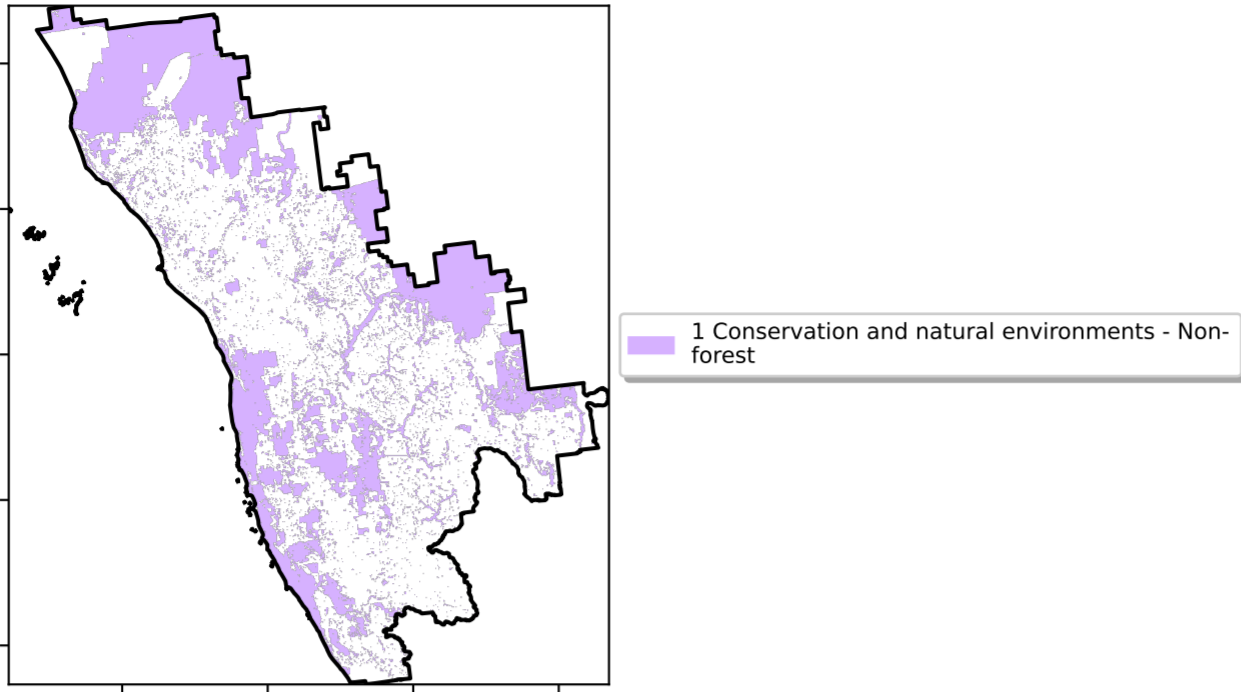 1 Conservation and natural environments - Non-
forest